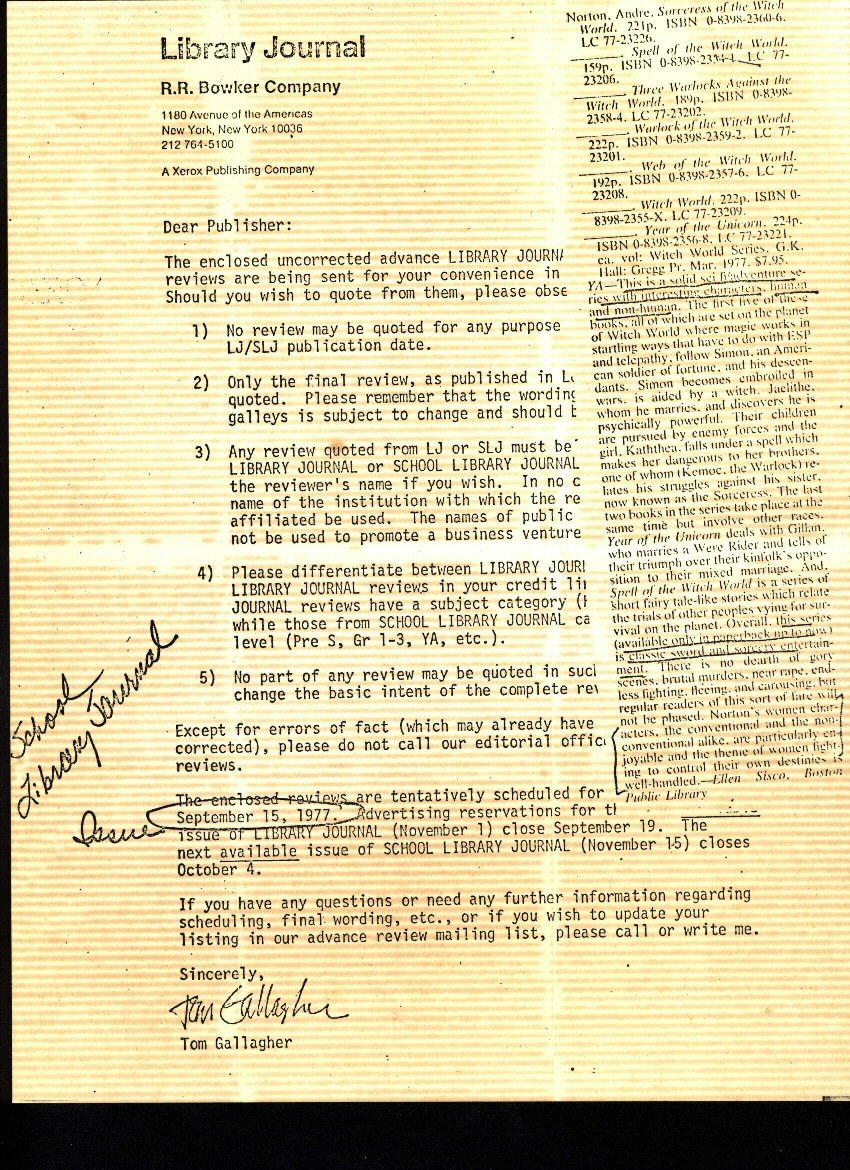 Library Journal
R.R. Bowker Company
1180 Avenue of the Americas
New York, New York 10036
212 764-5100
A Xerox Publishing Company
Dear Publisher:
The enclosed uncorrected advance LIBRARY JOURN
reviews are being sent for your convenience in
Should you wish to quote from them, please obse
1) No review may be quoted for any purpose
LJ/SLJ publication date.
2) Only the final review, as published in L
quoted. Please remember that the wording
galleys is subject to change and should b
3) Any review quoted from LJ or SLJ must be
LIBRARY JOURNAL or SCHOOL LIBRARY JOURNAL
the reviewer's name if you wish. In no c
name of the institution with which the re
affiliated be used. The names of public
not be used to promote a business venture
4) Please differentiate between LIBRARY JOUR
LIBRARY JOURNAL reviews in your credit li
JOURNAL reviews have a subject category (
while those from SCHOOL LIBRARY JOURNAL ca
level (Pre S, Gr 1-3, YA, etc.).
5) No part of any review may be quoted in suc
change the basic intent of the complete rev
Except for errors of fact (which may already have
corrected), please do not call our editorial offic
reviews.
The enclosed reviews are tentatively scheduled for
September 15, 1977. Advertising reservations for t
issue of LIBRARY JOURNAL (November 1) close September 19. The
next available issue of SCHOOL LIBRARY JOURNAL (November 15) closes
October 4.
If you have any questions or need any further information regarding
scheduling, final wording, etc., or if you wish to update your
listing in our advance review mailing list, please call or write me.
Sincerely,
Tom Gallagher
Tom Gallagher
School
Library Journal
Issue
Norton, Andre. Sorceress of the Witch
World. 221p. ISBN 0-8398-2360-6.
LC 77-23226.
______. Spell of the Witch World.
159p. ISBN 0-8398-2354-1. LC 77-
23206.
______. Three Warlocks Against the
Witch World. 189p. ISBN 0-8398-
2358-4. LC 77-23202.
______. Warlock of the Witch World.
222p. ISBN 0-8398-2359-2. LC 77-
23201.
______. Web of the Witch World.
192p. ISBN 0-8398-2357-6. LC 77-
23208.
______. Witch World. 222p. ISBN 0-
8398-2355-X. LC 77-23209.
______. Year of the Unicorn. 224p.
ISBN 0-8398-2356-8. LC 77-23221.
ea. vol: Witch World Series. G.K.
Hall: Gregg Pr. Mar. 1977. $7.95.
YA—This is a solid sci fi/adventure se-
ries with interesting characters, human
and non-human. The first five of these
books, all of which are set on the planet
of Witch World where magic works in
startling ways that have to do with ESP
and telepathy, follow Simon, an Ameri-
can soldier of fortune, and his descen-
dants. Simon becomes embroiled in
wars, is aided by a witch, Jaelithe,
whom he marries, and discovers he is
psychically powerful. Their children
are pursued by enemy forces and the
girl, Kaththea, falls under a spell which
makes her dangerous to her brothers,
one of whom (Kemoc, the Warlock) re-
lates his struggles against his sister,
now known as the Sorceress. The last
two books in the series take place at the
same time but involve other races.
Year of the Unicorn deals with Gillan,
who marries a Were Rider and tells of
their triumph over their kinfolk's oppo-
sition to their mixed marriage. And,
Spell of the Witch World is a series of
short fairy tale-like stories which relate
the trials of other peoples vying for sur-
vival on the planet. Overall, this series
(available only in paperback up to now)
is classic sword and sorcery entertain-
ment. There is no dearth of gory
scenes, brutal murders, near rape, end-
less fighting, fleeing, and carousing, but
regular readers of this sort of fare will
not be phased. Norton's women char-
acters, the conventional and the non-
conventional alike, are particularly en-
joyable and the theme of women fight-
ing to control their own destinies is
well-handled.—Ellen Sisco, Boston
Public Library